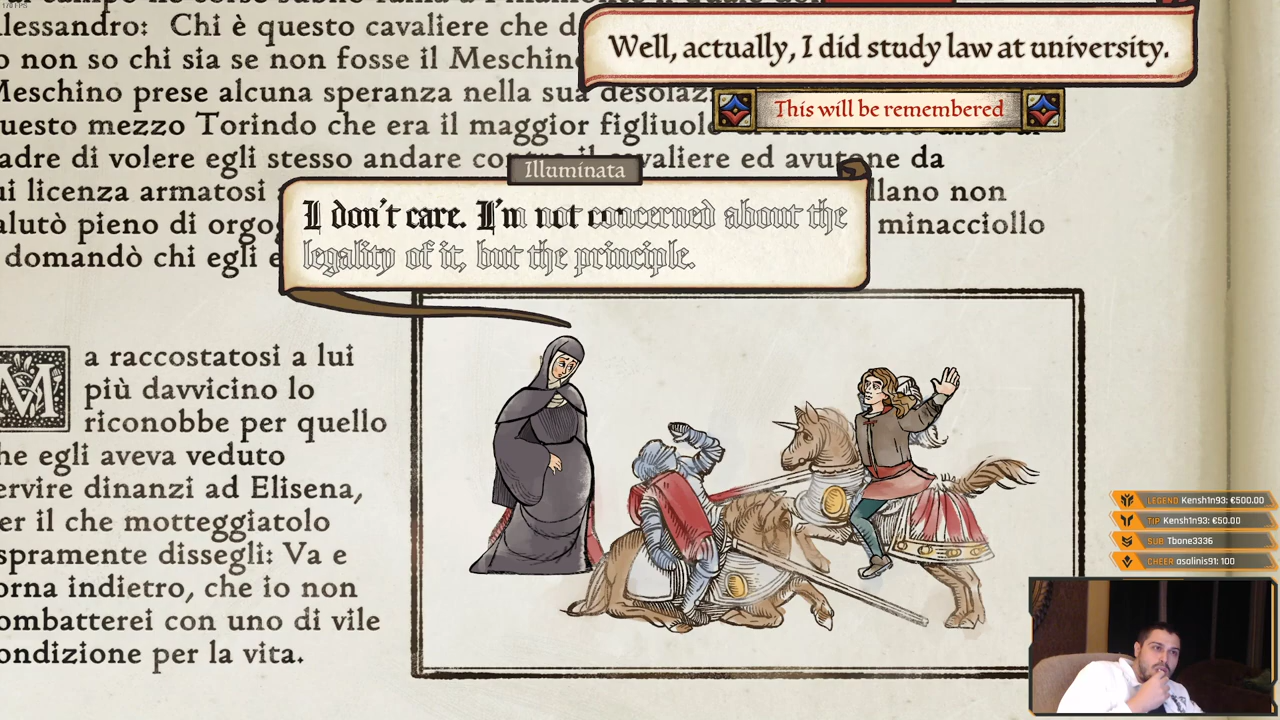 lessandro: Chi è questo cavaliere che d
o non so chi sia se non fosse il Meschino
Meschino prese alcuna speranza nella sua desolaz
uesto mezzo Torindo che era il maggior figliuolo
adre di volere egli stesso andare contro il cavaliere ed avutone da
ui licenza armatosi
llano non
alutò pieno di orgog
minacciollo
domandò chi egli e
Well, actually, I did study law at university.
This will be remembered
Illuminata
I don't care. I'm not concerned about the
legality of it, but the principle.
M
a raccostatosi a lui
più davvicino lo
riconobbe per quello
he egli aveva veduto
ervire dinanzi ad Elisena,
er il che motteggiatolo
spramente dissegli: Va e
orna indietro, che io non
ombatterei con uno di vile
ondizione per la vita.
LEGEND Kensh1n93: €500.00
TIP Kensh1n93: €50.00
SUB Tbone3336
CHEER asalinis91: 100